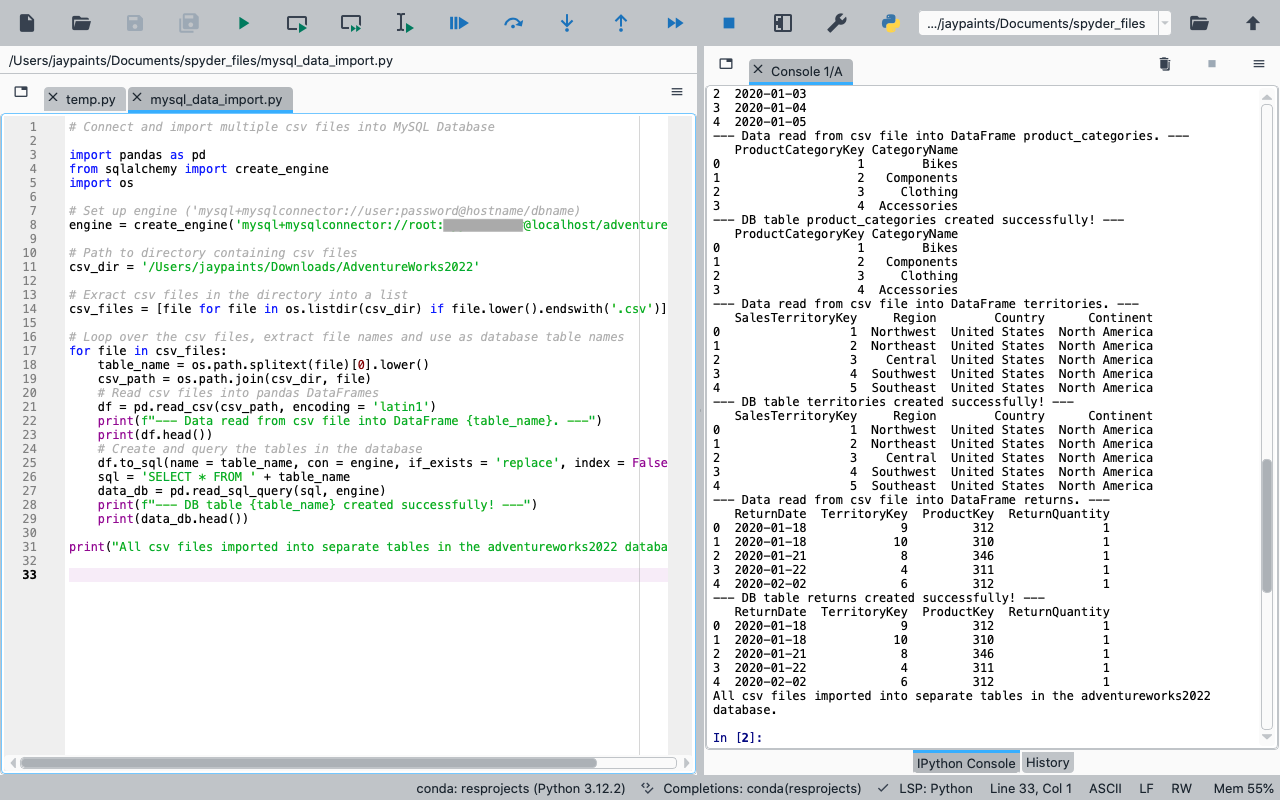 .../jaypaints/Documents/spyder_files
/Users/jaypaints/Documents/spyder_files/mysql_data_import.py
temp.py
mysql_data_import.py
1 # Connect and import multiple csv files into MySQL Database
2
3 import pandas as pd
4 from sqlalchemy import create_engine
5 import os
6
7 # Set up engine ('mysql+mysqlconnector://user:password@hostname/dbname)
8 engine = create_engine('mysql+mysqlconnector://root: @localhost/adventure
9
10 # Path to directory containing csv files
11 csv_dir = '/Users/jaypaints/Downloads/AdventureWorks2022'
12
13 # Exract csv files in the directory into a list
14 csv_files = [file for file in os.listdir(csv_dir) if file.lower().endswith('.csv')]
15
16 # Loop over the csv files, extract file names and use as database table names
17 for file in csv_files:
18     table_name = os.path.splitext(file)[0].lower()
19     csv_path = os.path.join(csv_dir, file)
20     # Read csv files into pandas DataFrames
21     df = pd.read_csv(csv_path, encoding = 'latin1')
22     print(f"--- Data read from csv file into DataFrame {table_name}. ---")
23     print(df.head())
24     # Create and query the tables in the database
25     df.to_sql(name = table_name, con = engine, if_exists = 'replace', index = False
26     sql = 'SELECT * FROM ' + table_name
27     data_db = pd.read_sql_query(sql, engine)
28     print(f"--- DB table {table_name} created successfully! ---")
29     print(data_db.head())
30
31 print("All csv files imported into separate tables in the adventureworks2022 databa
32
33
Console 1/A
2  2020-01-03
3  2020-01-04
4  2020-01-05
--- Data read from csv file into DataFrame product_categories. ---
   ProductCategoryKey CategoryName
0                   1        Bikes
1                   2   Components
2                   3     Clothing
3                   4  Accessories
--- DB table product_categories created successfully! ---
   ProductCategoryKey CategoryName
0                   1        Bikes
1                   2   Components
2                   3     Clothing
3                   4  Accessories
--- Data read from csv file into DataFrame territories. ---
   SalesTerritoryKey     Region        Country      Continent
0                  1  Northwest  United States  North America
1                  2  Northeast  United States  North America
2                  3    Central  United States  North America
3                  4  Southwest  United States  North America
4                  5  Southeast  United States  North America
--- DB table territories created successfully! ---
   SalesTerritoryKey     Region        Country      Continent
0                  1  Northwest  United States  North America
1                  2  Northeast  United States  North America
2                  3    Central  United States  North America
3                  4  Southwest  United States  North America
4                  5  Southeast  United States  North America
--- Data read from csv file into DataFrame returns. ---
   ReturnDate  TerritoryKey  ProductKey  ReturnQuantity
0  2020-01-18             9         312               1
1  2020-01-18            10         310               1
2  2020-01-21             8         346               1
3  2020-01-22             4         311               1
4  2020-02-02             6         312               1
--- DB table returns created successfully! ---
   ReturnDate  TerritoryKey  ProductKey  ReturnQuantity
0  2020-01-18             9         312               1
1  2020-01-18            10         310               1
2  2020-01-21             8         346               1
3  2020-01-22             4         311               1
4  2020-02-02             6         312               1
All csv files imported into separate tables in the adventureworks2022
database.
In [2]:
IPython Console
History
conda: resprojects (Python 3.12.2)
Completions: conda(resprojects)
LSP: Python
Line 33, Col 1
ASCII
LF
RW
Mem 55%